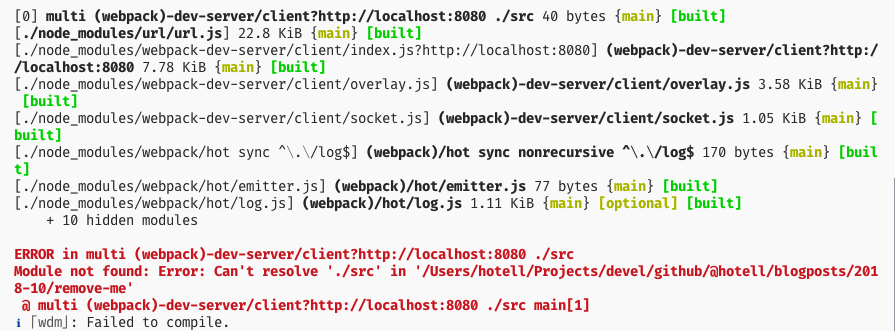 [0] multi (webpack)-dev-server/client?http://localhost:8080 ./src 40 bytes {main} [built]
[./node_modules/url/url.js] 22.8 KiB {main} [built]
[./node_modules/webpack-dev-server/client/index.js?http://localhost:8080] (webpack)-dev-server/client?http:/
/localhost:8080 7.78 KiB {main} [built]
[./node_modules/webpack-dev-server/client/overlay.js] (webpack)-dev-server/client/overlay.js 3.58 KiB {main}
[built]
[./node_modules/webpack-dev-server/client/socket.js] (webpack)-dev-server/client/socket.js 1.05 KiB {main} [
built]
[./node_modules/webpack/hot sync ^\.\/log$] (webpack)/hot sync nonrecursive ^\.\/log$ 170 bytes {main} [buil
t]
[./node_modules/webpack/hot/emitter.js] (webpack)/hot/emitter.js 77 bytes {main} [built]
[./node_modules/webpack/hot/log.js] (webpack)/hot/log.js 1.11 KiB {main} [optional] [built]
+ 10 hidden modules
ERROR in multi (webpack)-dev-server/client?http://localhost:8080 ./src
Module not found: Error: Can't resolve './src' in '/Users/hotell/Projects/devel/github/@hotell/blogposts/201
8-10/remove-me'
@ multi (webpack)-dev-server/client?http://localhost:8080 ./src main[1]
ℹ ｢wdm｣: Failed to compile.